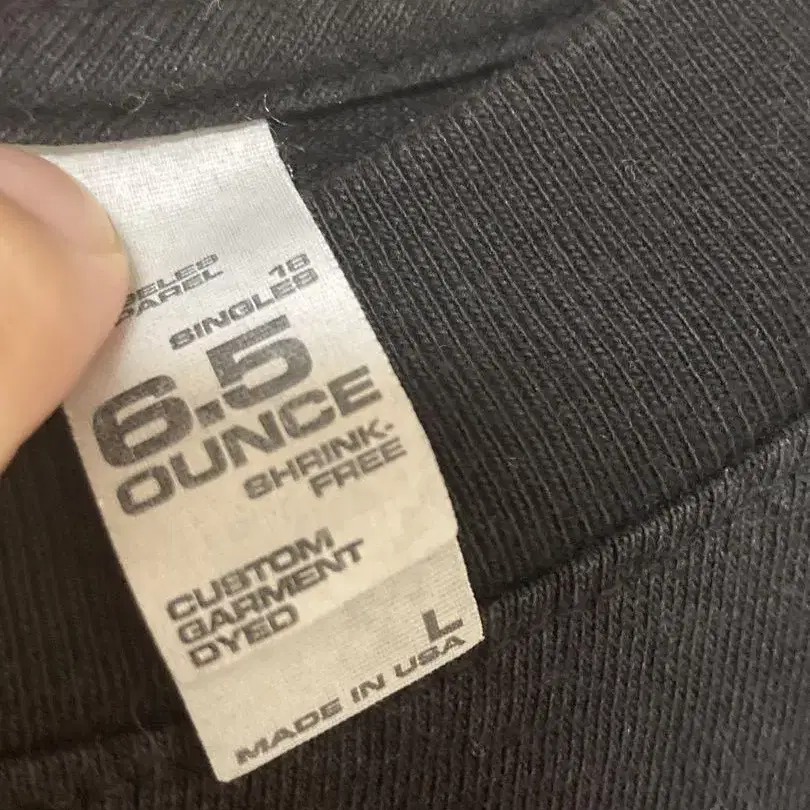 18
SINGLES
6.5
OUNCE
SHRINK-
FREE
CUSTOM
GARMENT
DYED
L
MADE IN USA